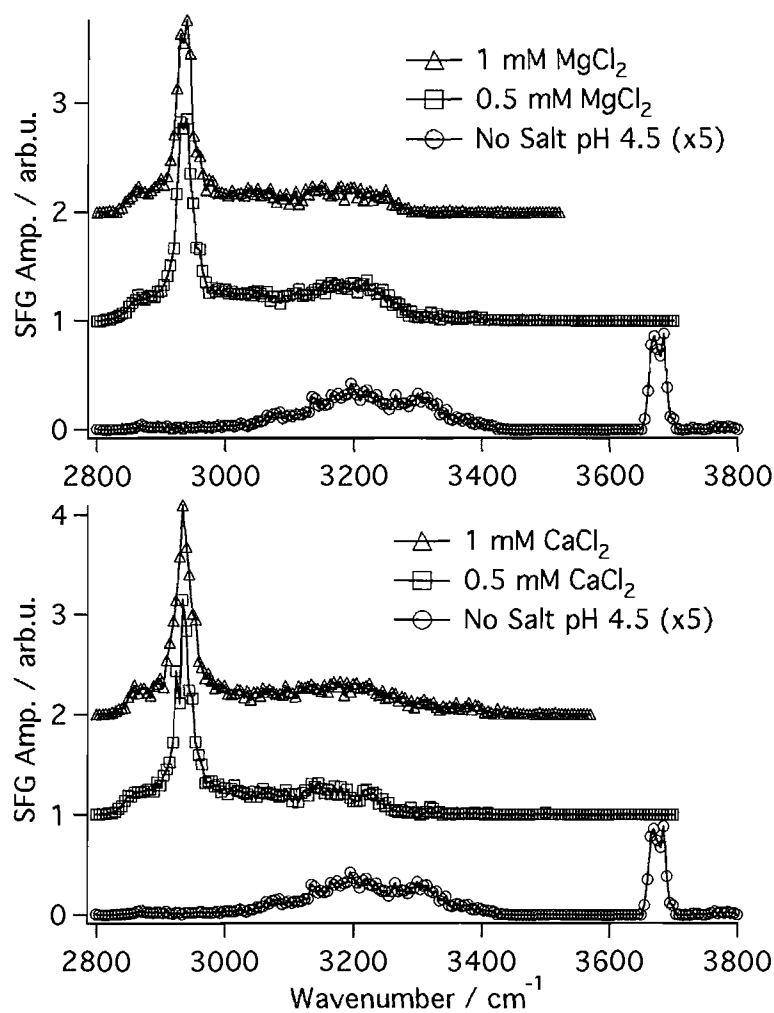 1 mM MgCl2
0.5 mM MgCl2
No Salt pH 4.5 (x5)
SFG Amp. / arb.u.
3
2
1
0
2800 3000 3200 3400 3600 3800
1 mM CaCl2
0.5 mM CaCl2
No Salt pH 4.5 (x5)
SFG Amp. / arb.u.
4
3
2
1
0
2800 3000 3200 3400 3600 3800
Wavenumber / cm-1